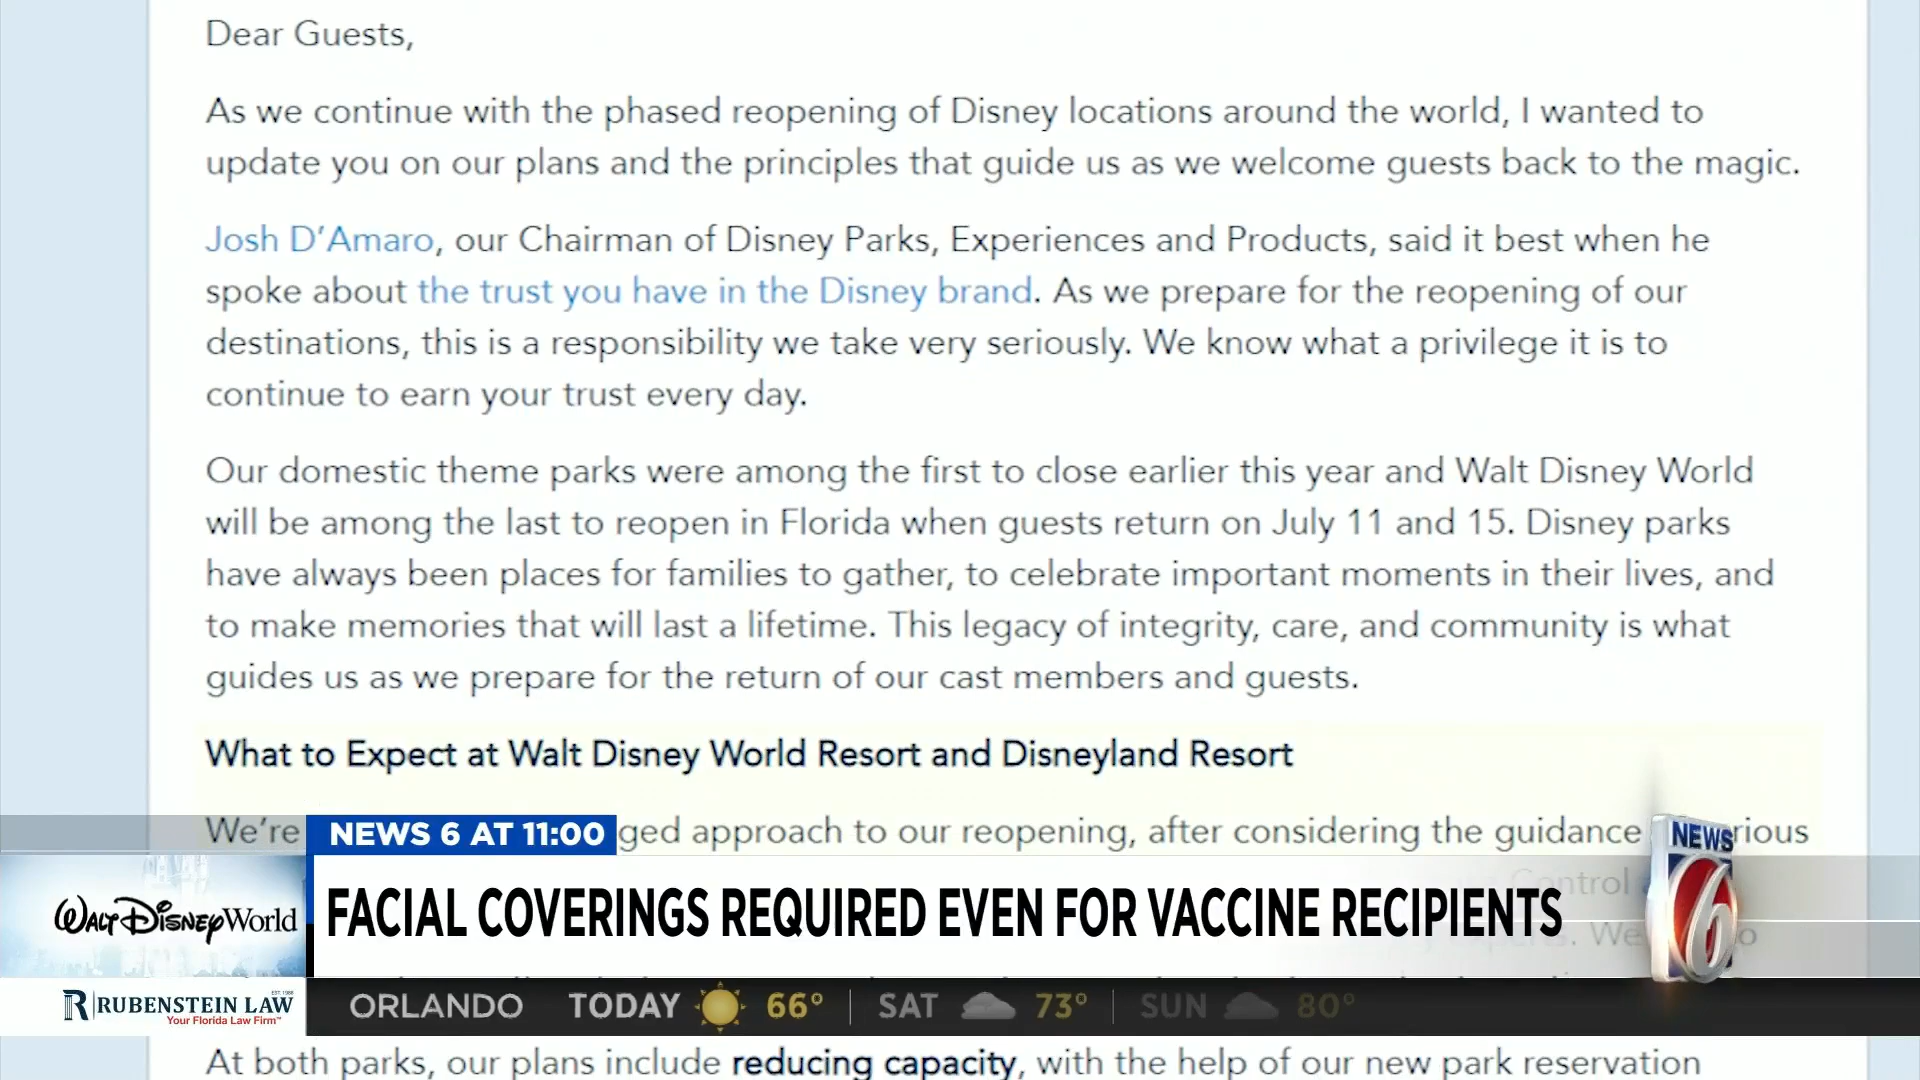 Dear Guests,
As we continue with the phased reopening of Disney locations around the world, I wanted to
update you on our plans and the principles that guide us as we welcome guests back to the magic.
Josh D'Amaro, our Chairman of Disney Parks, Experiences and Products, said it best when he
spoke about the trust you have in the Disney brand. As we prepare for the reopening of our
destinations, this is a responsibility we take very seriously. We know what a privilege it is to
continue to earn your trust every day.
Our domestic theme parks were among the first to close earlier this year and Walt Disney World
will be among the last to reopen in Florida when guests return on July 11 and 15. Disney parks
have always been places for families to gather, to celebrate important moments in their lives, and
to make memories that will last a lifetime. This legacy of integrity, care, and community is what
guides us as we prepare for the return of our cast members and guests.
What to Expect at Walt Disney World Resort and Disneyland Resort
We're ged approach to our reopening, after considering the guidance rious
NEWS 6 AT 11:00
NEWS
6
Control
WALT DISNEY World
FACIAL COVERINGS REQUIRED EVEN FOR VACCINE RECIPIENTS
We
R RUBENSTEIN LAW
EST. 1988
Your Florida Law Firm™
ORLANDO TODAY 66° SAT 73° SUN 80°
At both parks, our plans include reducing capacity, with the help of our new park reservation